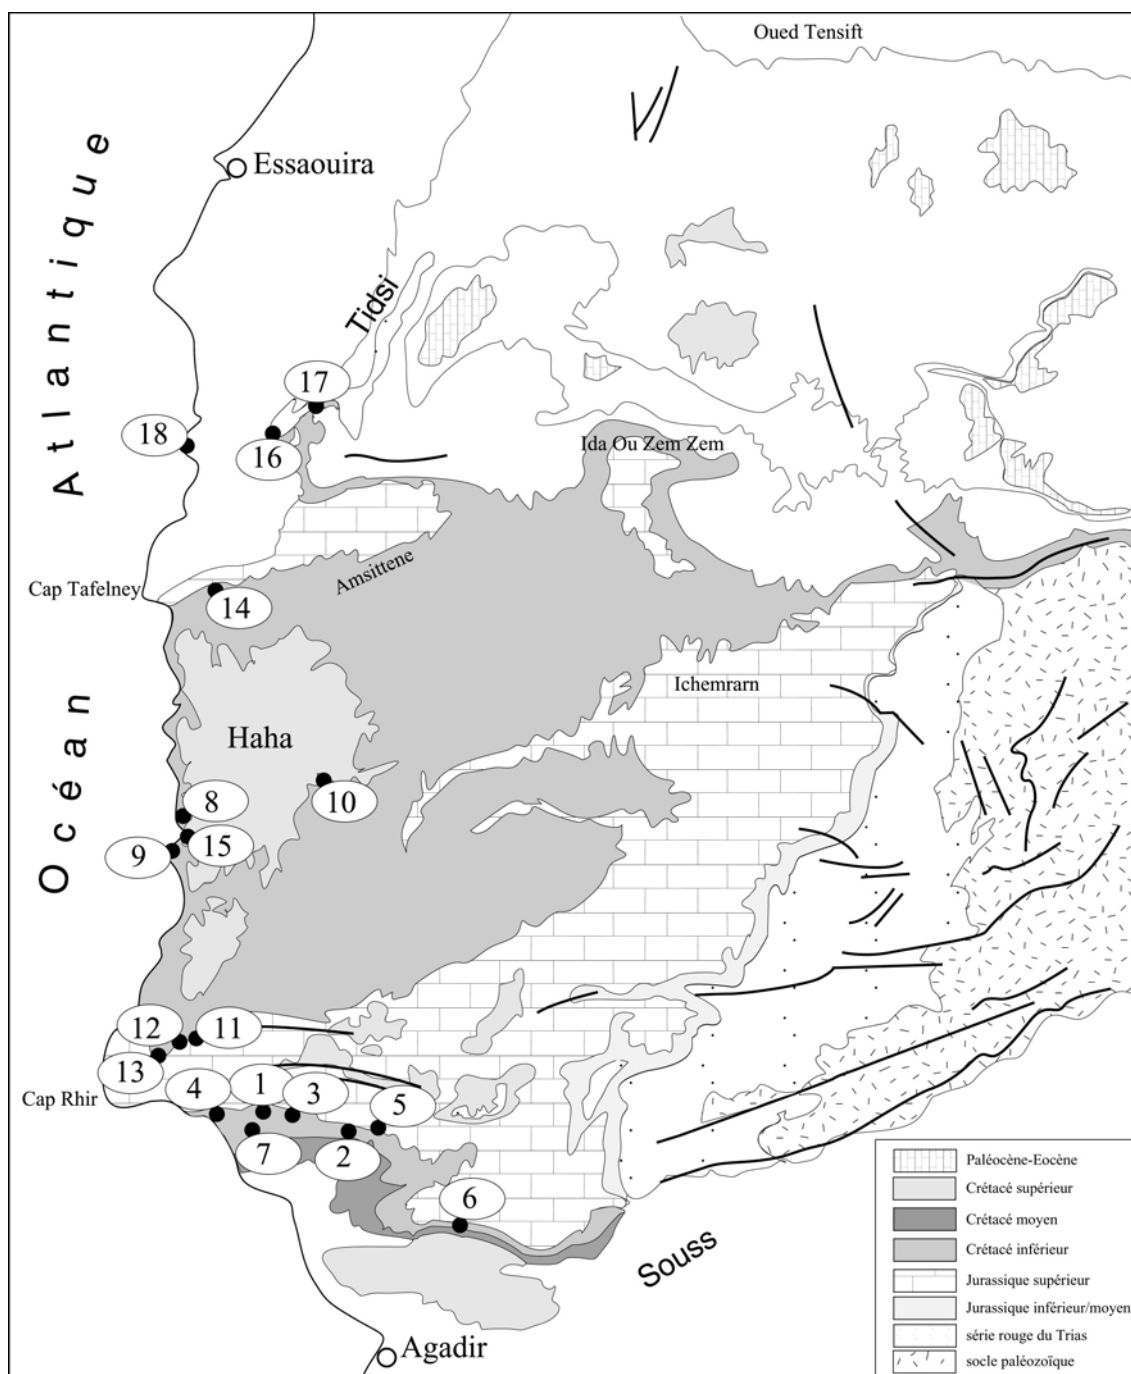 Oued Tensift
Essaouira
Atlantique
Tidsi
17
18
16
Ida Ou Zem Zem
Amsittene
Cap Tafelney
14
Ichemrarn
Océan
Haha
8
10
9
15
12
11
13
Cap Rhir
4
1
3
5
7
2
6
Souss
Agadir
Paléocène-Eocène
Crétacé supérieur
Crétacé moyen
Crétacé inférieur
Jurassique supérieur
Jurassique inférieur/moyen
série rouge du Trias
socle paléozoïque